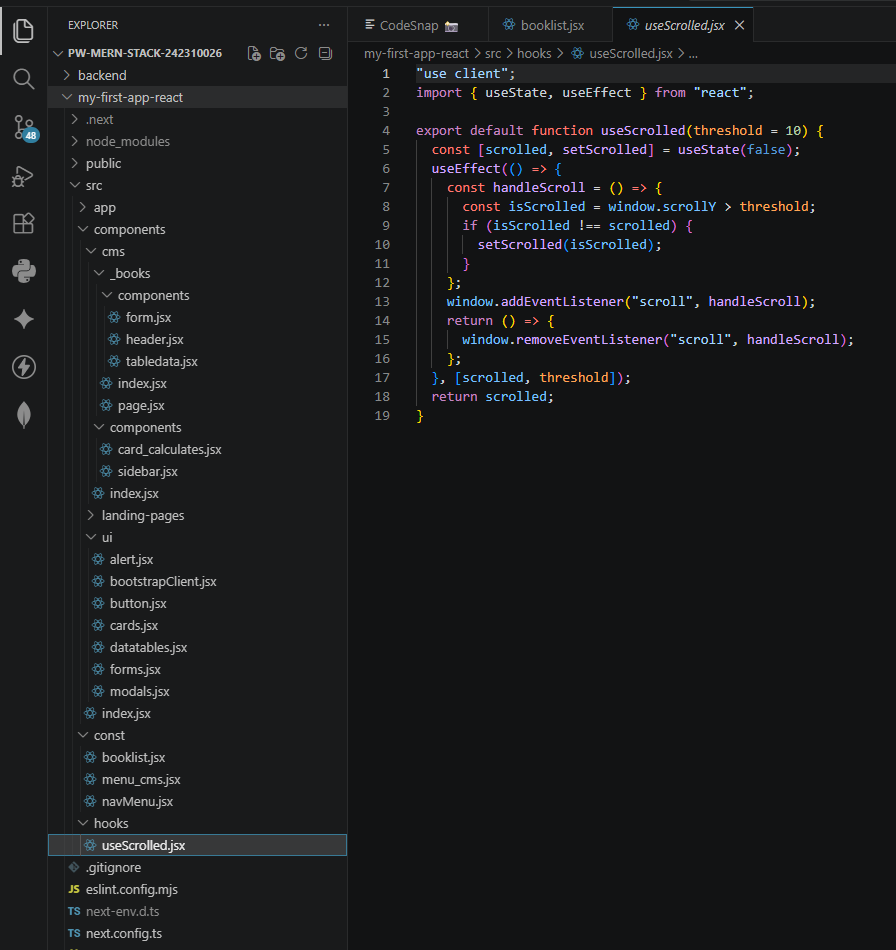 EXPLORER
PW-MERN-STACK-242310026
backend
my-first-app-react
.next
node_modules
public
src
app
components
cms
_books
components
form.jsx
header.jsx
tabledata.jsx
index.jsx
page.jsx
components
card_calculates.jsx
sidebar.jsx
index.jsx
landing-pages
ui
alert.jsx
bootstrapClient.jsx
button.jsx
cards.jsx
datatables.jsx
forms.jsx
modals.jsx
index.jsx
const
booklist.jsx
menu_cms.jsx
navMenu.jsx
hooks
useScrolled.jsx
.gitignore
JS eslint.config.mjs
TS next-env.d.ts
TS next.config.ts
48
CodeSnap 📸 booklist.jsx useScrolled.jsx
my-first-app-react > src > hooks > useScrolled.jsx > ...
1 "use client";
2 import { useState, useEffect } from "react";
3
4 export default function useScrolled(threshold = 10) {
5 const [scrolled, setScrolled] = useState(false);
6 useEffect(() => {
7 const handleScroll = () => {
8 const isScrolled = window.scrollY > threshold;
9 if (isScrolled !== scrolled) {
10 setScrolled(isScrolled);
11 }
12 };
13 window.addEventListener("scroll", handleScroll);
14 return () => {
15 window.removeEventListener("scroll", handleScroll);
16 };
17 }, [scrolled, threshold]);
18 return scrolled;
19 }